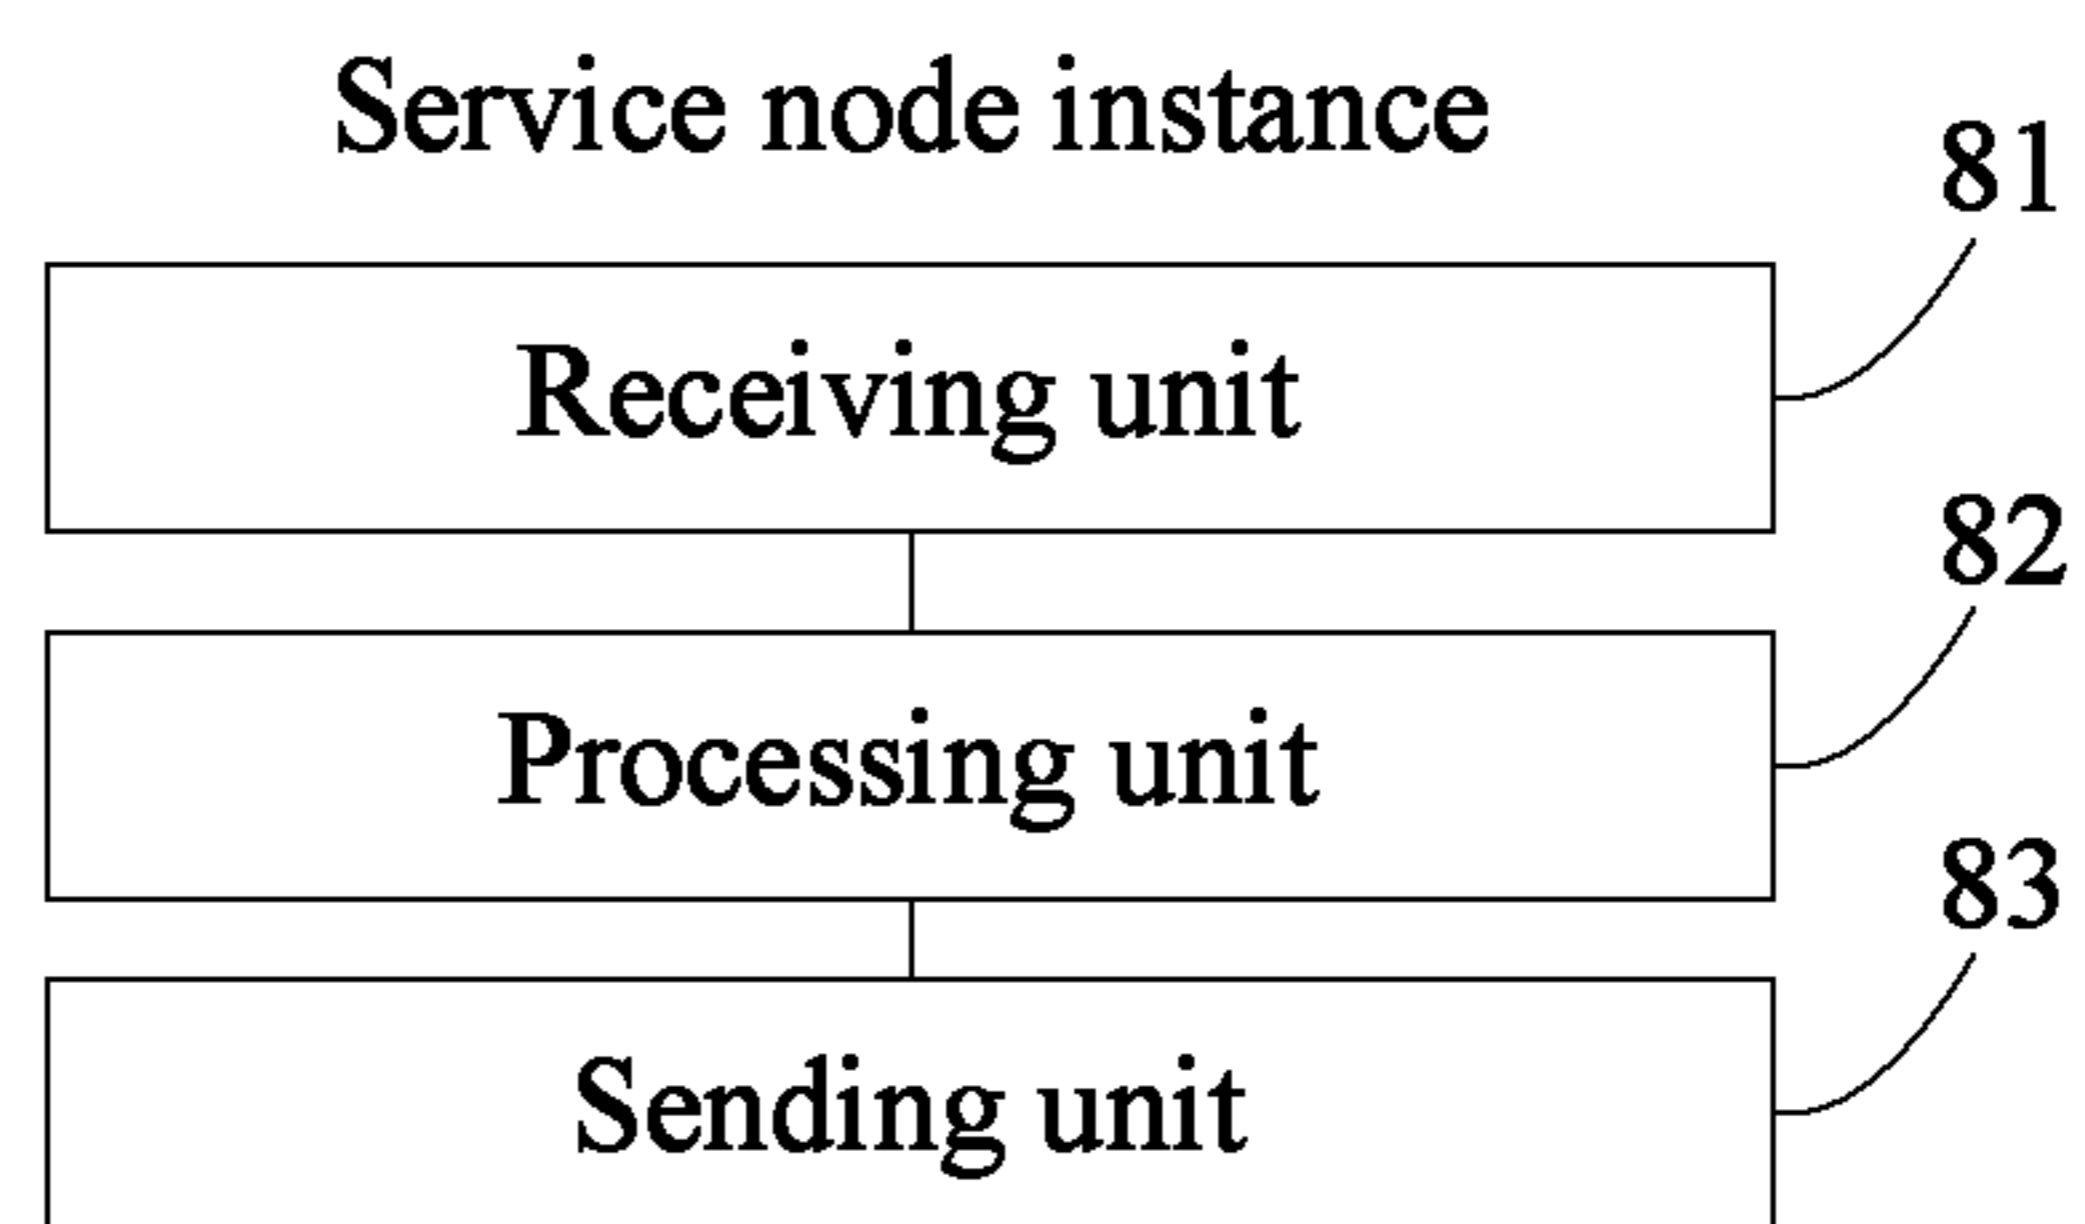 Service node instance
81
Receiving unit
82
Processing unit
83
Sending unit